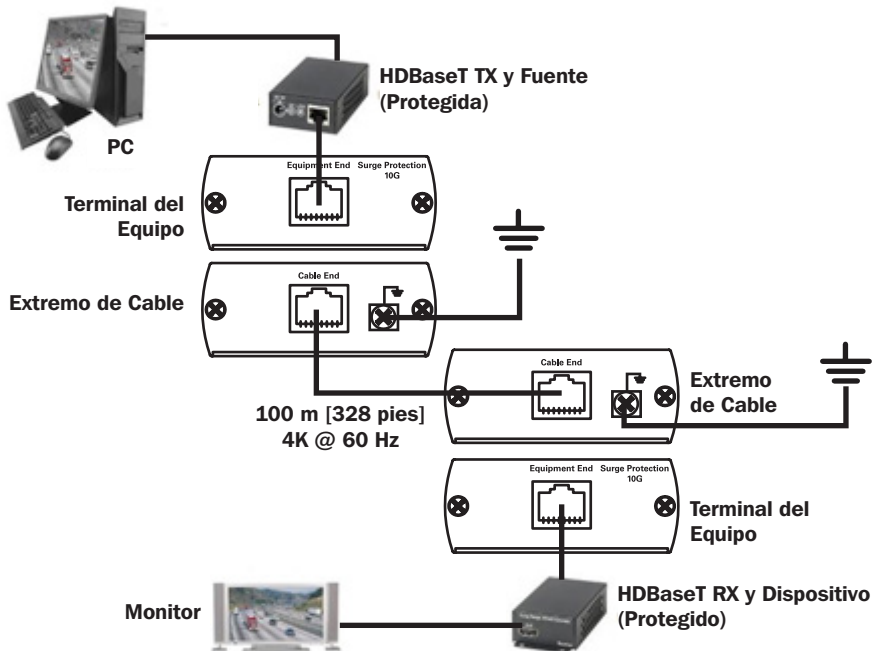 HDBaseT TX y Fuente
(Protegida)
PC
Equipment End
Surge Protection
10G
Terminal del
Equipo
Cable End
Extremo de Cable
Cable End
Extremo
de Cable
100 m [328 pies]
4K @ 60 Hz
Equipment End
Surge Protection
10G
Terminal del
Equipo
HDBaseT RX y Dispositivo
(Protegido)
Monitor